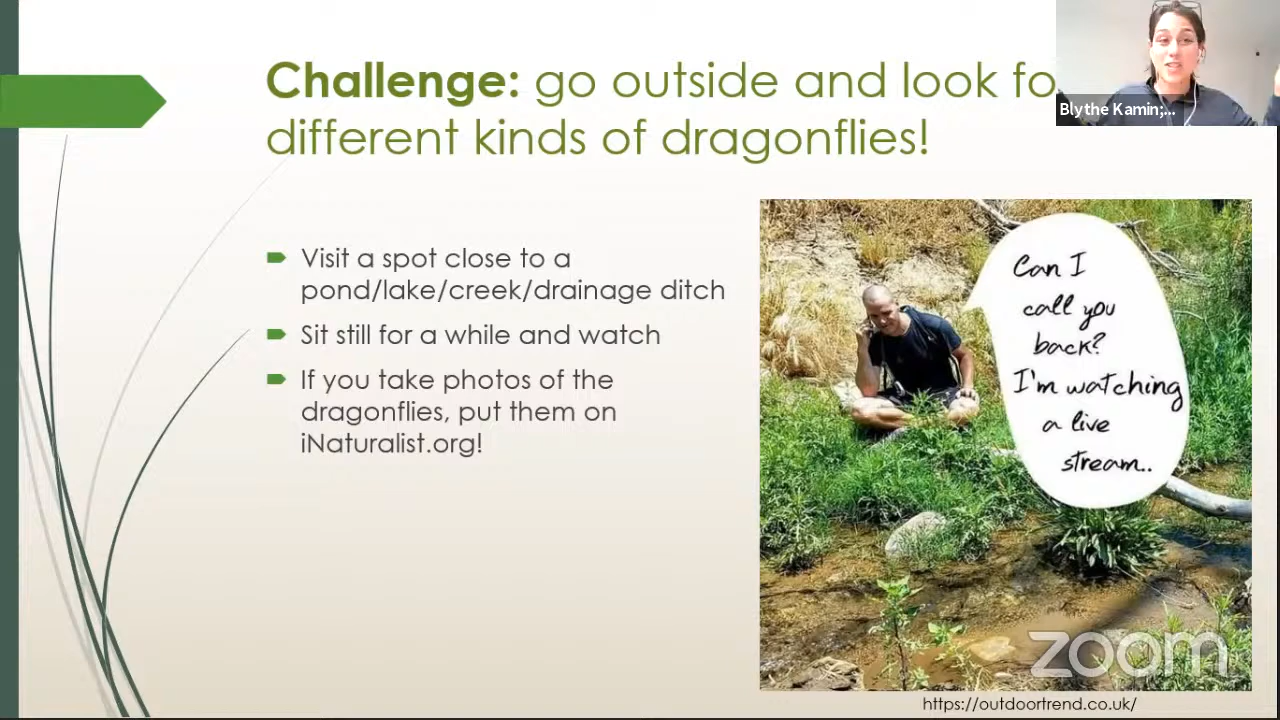 Challenge: go outside and look fo
different kinds of dragonflies!
Blythe Kamin;...
Visit a spot close to a
pond/lake/creek/drainage ditch
Sit still for a while and watch
If you take photos of the
dragonflies, put them on
iNaturalist.org!
Can I
call you
back?
I'm watching
a live
stream..
zoom
https://outdoortrend.co.uk/